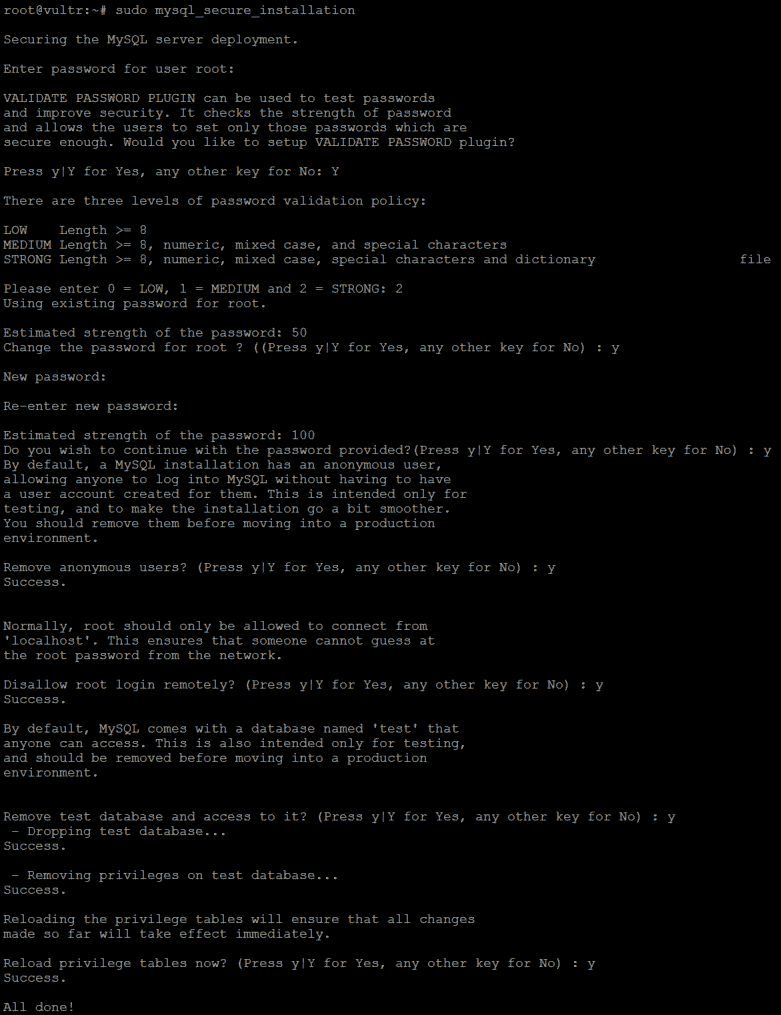 root@vultr:~# sudo mysql_secure_installation
Securing the MySQL server deployment.
Enter password for user root:
VALIDATE PASSWORD PLUGIN can be used to test passwords
and improve security. It checks the strength of password
and allows the users to set only those passwords which are
secure enough. Would you like to setup VALIDATE PASSWORD plugin?
Press y|Y for Yes, any other key for No: Y
There are three levels of password validation policy:
LOW    Length >= 8
MEDIUM Length >= 8, numeric, mixed case, and special characters
STRONG Length >= 8, numeric, mixed case, special characters and dictionary                  file
Please enter 0 = LOW, 1 = MEDIUM and 2 = STRONG: 2
Using existing password for root.
Estimated strength of the password: 50
Change the password for root ? ((Press y|Y for Yes, any other key for No) : y
New password:
Re-enter new password:
Estimated strength of the password: 100
Do you wish to continue with the password provided?(Press y|Y for Yes, any other key for No) : y
By default, a MySQL installation has an anonymous user,
allowing anyone to log into MySQL without having to have
a user account created for them. This is intended only for
testing, and to make the installation go a bit smoother.
You should remove them before moving into a production
environment.
Remove anonymous users? (Press y|Y for Yes, any other key for No) : y
Success.
Normally, root should only be allowed to connect from
'localhost'. This ensures that someone cannot guess at
the root password from the network.
Disallow root login remotely? (Press y|Y for Yes, any other key for No) : y
Success.
By default, MySQL comes with a database named 'test' that
anyone can access. This is also intended only for testing,
and should be removed before moving into a production
environment.
Remove test database and access to it? (Press y|Y for Yes, any other key for No) : y
 - Dropping test database...
Success.
 - Removing privileges on test database...
Success.
Reloading the privilege tables will ensure that all changes
made so far will take effect immediately.
Reload privilege tables now? (Press y|Y for Yes, any other key for No) : y
Success.
All done!